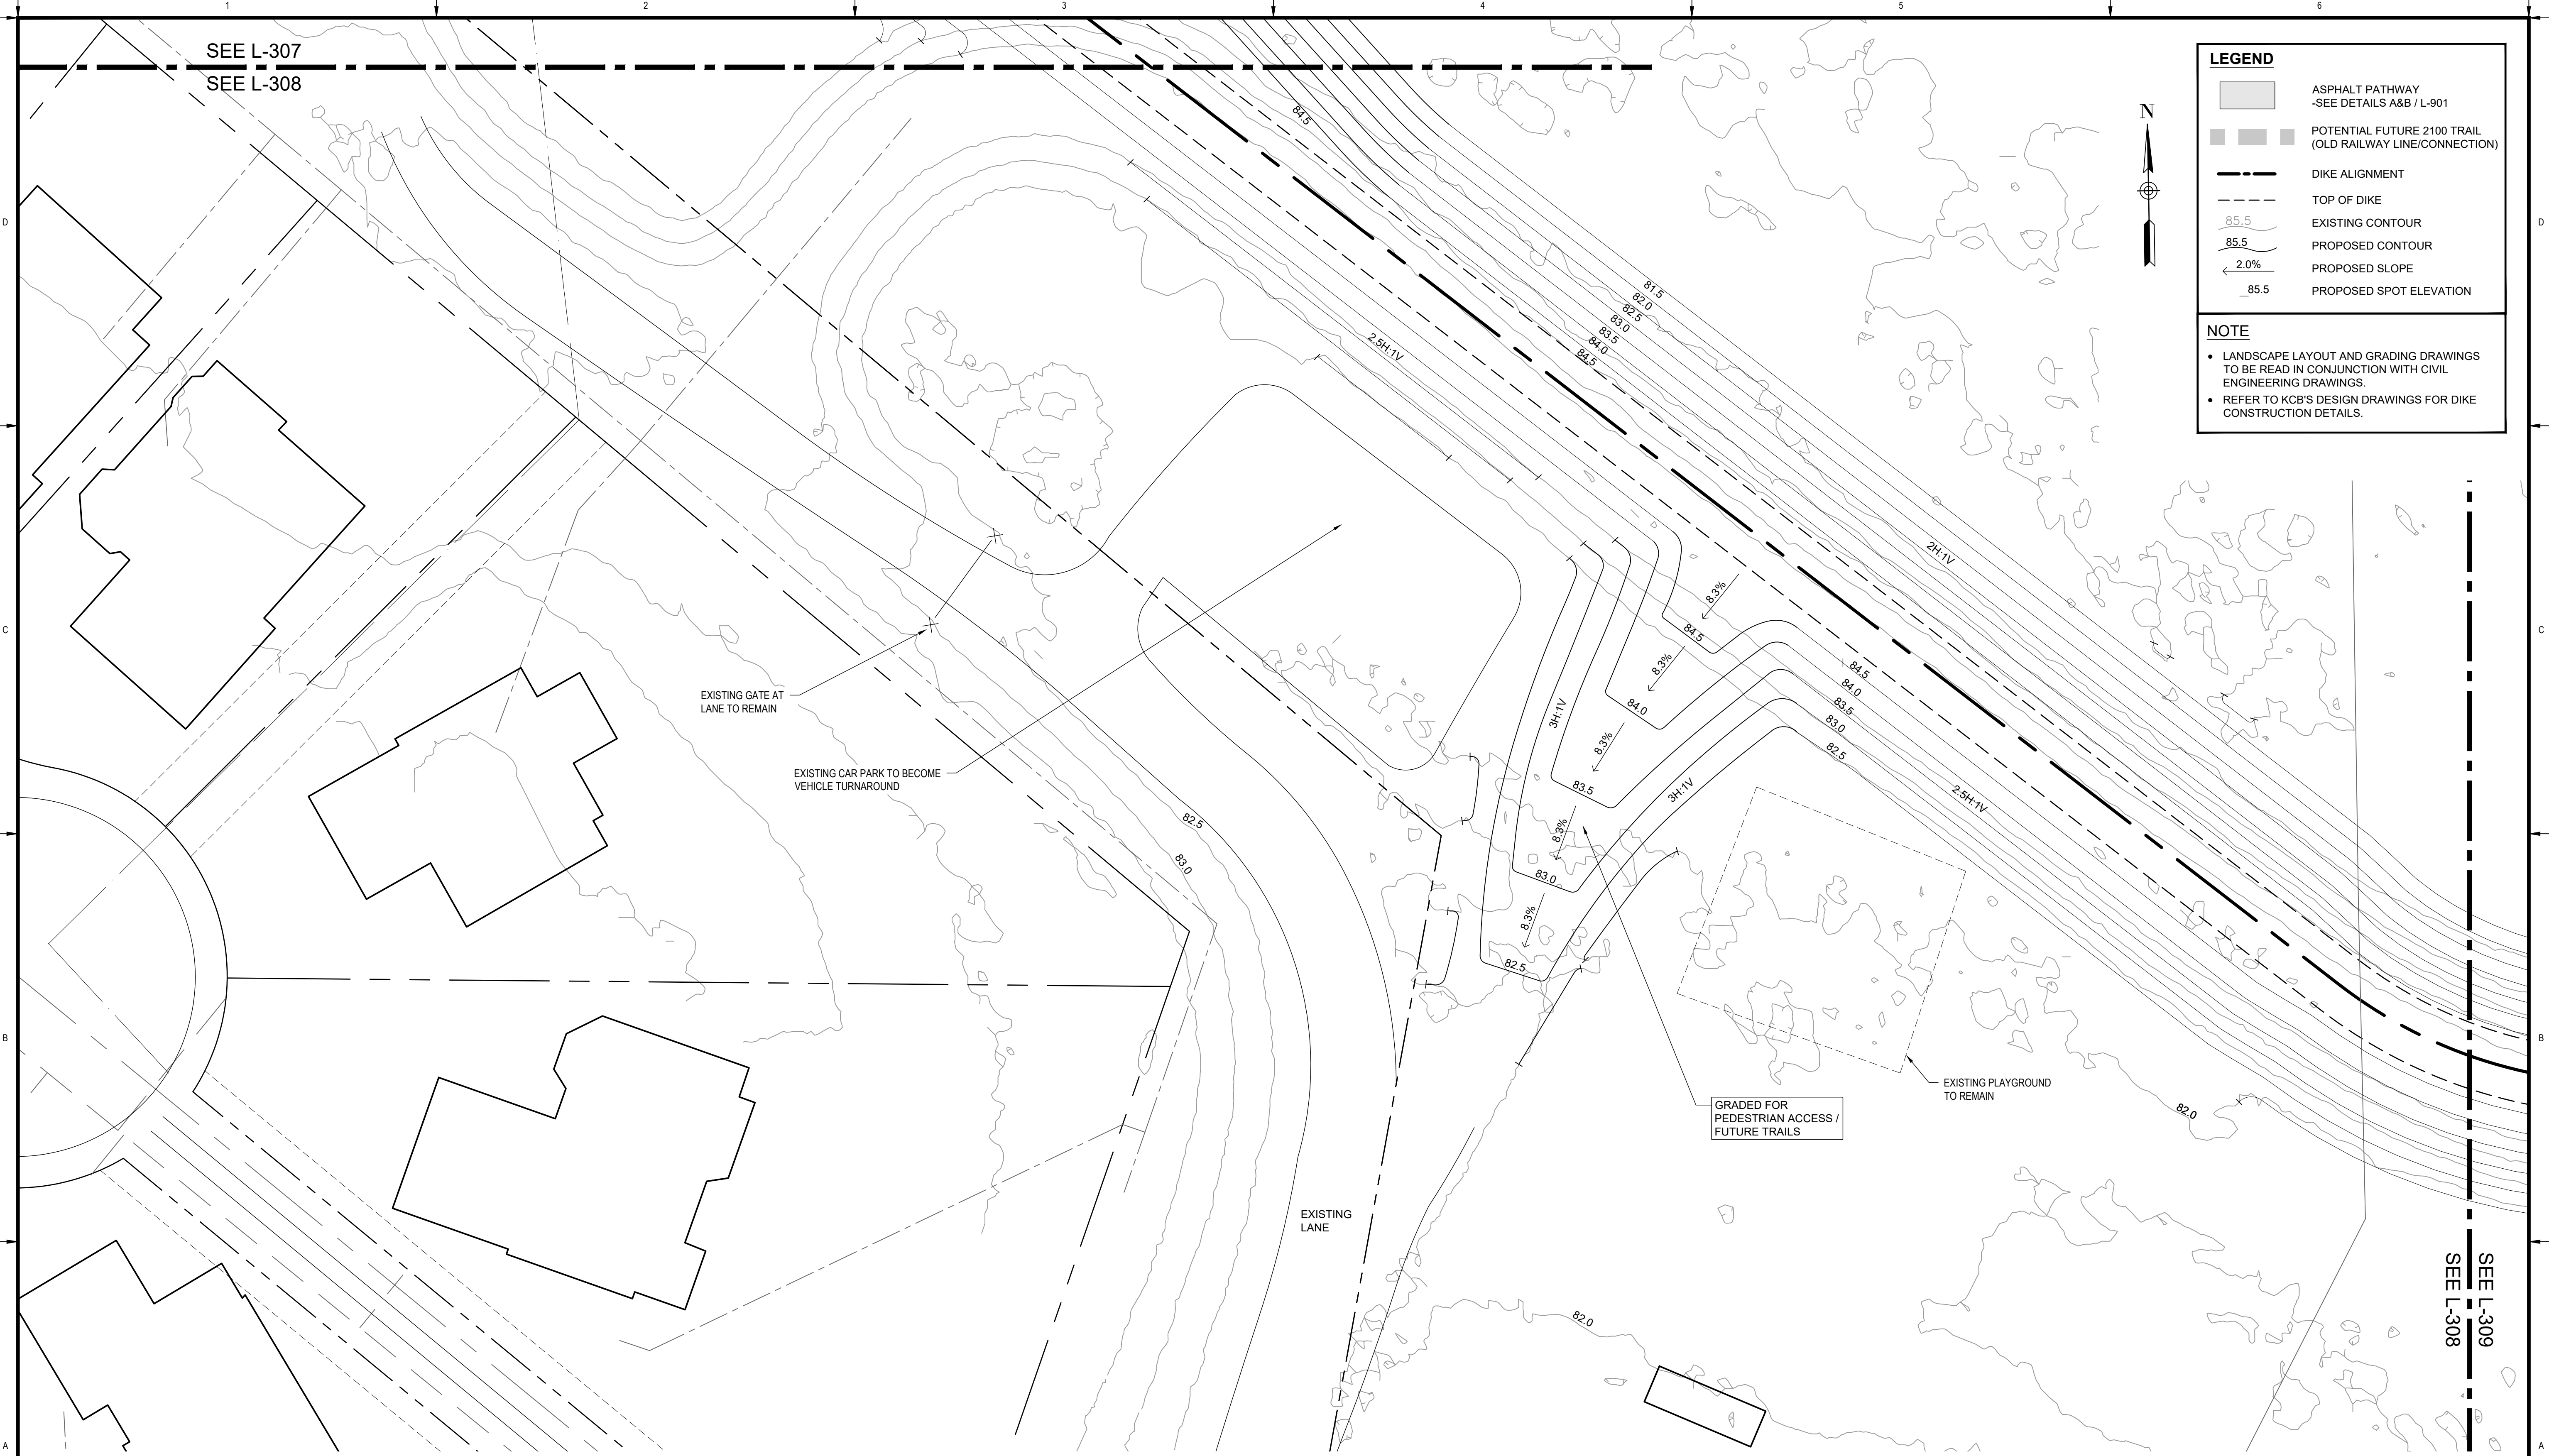 1
2
3
4
5
6
SEE L-307
SEE L-308
LEGEND
ASPHALT PATHWAY
-SEE DETAILS A&B / L-901
POTENTIAL FUTURE 2100 TRAIL
(OLD RAILWAY LINE/CONNECTION)
DIKE ALIGNMENT
TOP OF DIKE
85.5
EXISTING CONTOUR
85.5
PROPOSED CONTOUR
2.0%
PROPOSED SLOPE
85.5
PROPOSED SPOT ELEVATION
NOTE
• LANDSCAPE LAYOUT AND GRADING DRAWINGS
TO BE READ IN CONJUNCTION WITH CIVIL
ENGINEERING DRAWINGS.
• REFER TO KCB'S DESIGN DRAWINGS FOR DIKE
CONSTRUCTION DETAILS.
N
D
D
84.5
81.5
82.0
82.5
83.0
83.5
84.0
84.5
2.5H:1V
2H:1V
C
C
8.3%
84.5
8.3%
84.0
8.3%
83.5
8.3%
83.0
8.3%
82.5
3H:1V
3H:1V
84.5
84.0
83.5
83.0
82.5
2.5H:1V
EXISTING GATE AT
LANE TO REMAIN
EXISTING CAR PARK TO BECOME
VEHICLE TURNAROUND
82.5
83.0
B
B
EXISTING PLAYGROUND
TO REMAIN
GRADED FOR
PEDESTRIAN ACCESS /
FUTURE TRAILS
82.0
EXISTING
LANE
82.0
SEE L-308
SEE L-309
A
A